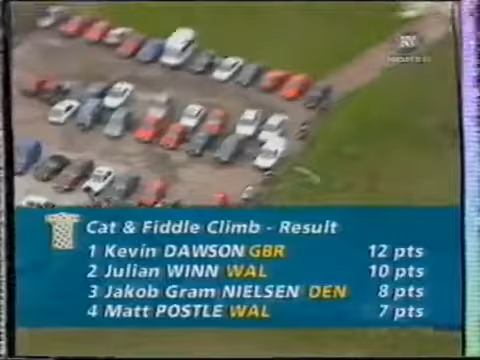 Cat & Fiddle Climb - Result
1 Kevin DAWSON GBR 12 pts
2 Julian WINN WAL 10 pts
3 Jakob Gram NIELSEN DEN 8 pts
4 Matt POSTLE WAL 7 pts